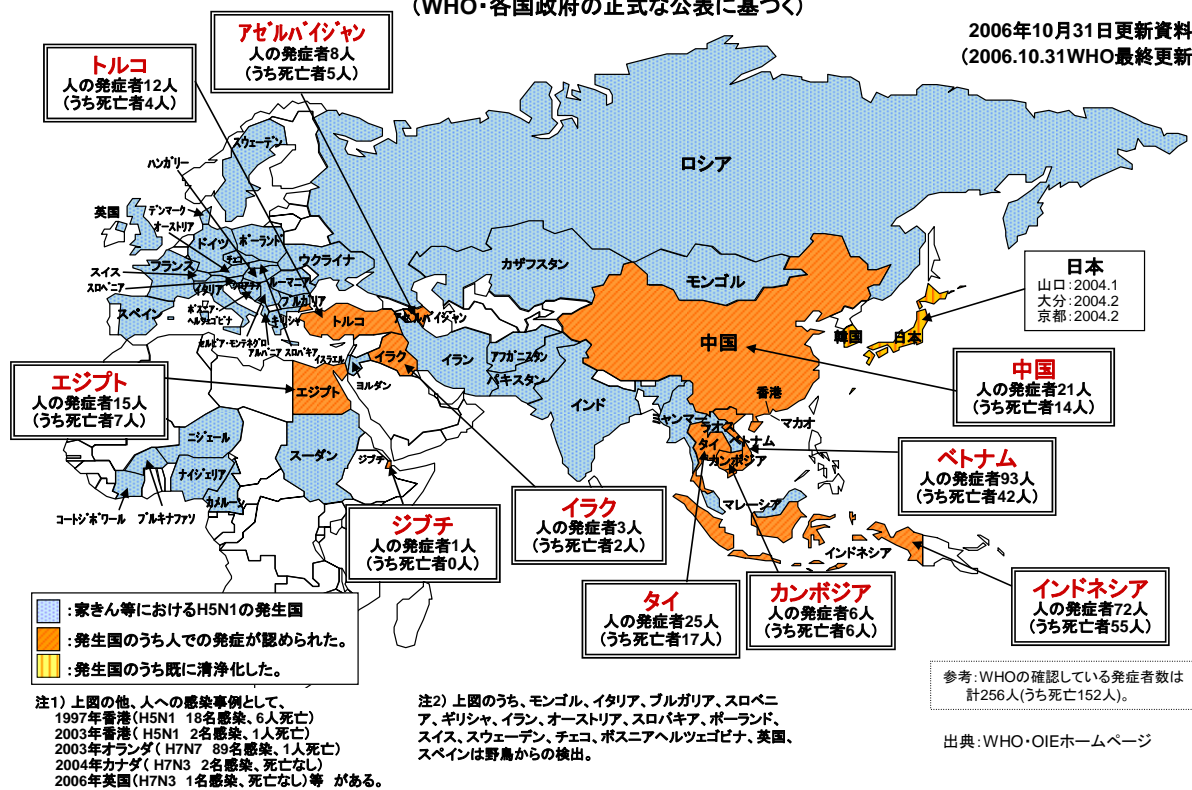 (WHO・各国政府の正式な公表に基づく)
2006年10月31日更新資料
(2006.10.31WHO最終更新
アゼルバイジャン
人の発症者8人
(うち死亡者5人)
トルコ
人の発症者12人
(うち死亡者4人)
スウェーデン
ハンガリー
ロシア
英国
デンマーク
オーストリア
ドイツ
ポーランド
チェコ
ウクライナ
カザフスタン
モンゴル
スイス
フランス
スロベニア
イタリア
ルーマニア
ブルガリア
スペイン
ボスニア・
ヘルツェゴビナ
ギリシャ
トルコ
アゼルバイジャン
セルビア・モンテネグロ
アルバニア
スロバキア
イスラエル
イラク
イラン
アフガニスタン
パキスタン
ヨルダン
インド
中国
韓国
日本
日本
山口:2004.1
大分:2004.2
京都:2004.2
中国
人の発症者21人
(うち死亡者14人)
エジプト
人の発症者15人
(うち死亡者7人)
エジプト
香港
マカオ
ミャンマー
ラオス
タイ
ベトナム
カンボジア
ベトナム
人の発症者93人
(うち死亡者42人)
ニジェール
ナイジェリア
スーダン
ジブチ
カメルーン
コートジボワール
ブルキナファソ
マレーシア
インドネシア
ジブチ
人の発症者1人
(うち死亡者0人)
イラク
人の発症者3人
(うち死亡者2人)
タイ
人の発症者25人
(うち死亡者17人)
カンボジア
人の発症者6人
(うち死亡者6人)
インドネシア
人の発症者72人
(うち死亡者55人)
:家きん等におけるH5N1の発生国
:発生国のうち人での発症が認められた。
:発生国のうち既に清浄化した。
注1) 上図の他、人への感染事例として、
1997年香港(H5N1 18名感染、6人死亡)
2003年香港( H5N1 2名感染、1人死亡)
2003年オランダ( H7N7 89名感染、1人死亡)
2004年カナダ( H7N3 2名感染、死亡なし)
2006年英国(H7N3 1名感染、死亡なし)等 がある。
注2) 上図のうち、モンゴル、イタリア、ブルガリア、スロベニ
ア、ギリシャ、イラン、オーストリア、スロバキア、ポーランド、
スイス、スウェーデン、チェコ、ボスニアヘルツェゴビナ、英国、
スペインは野鳥からの検出。
参考:WHOの確認している発症者数は
計256人(うち死亡152人)。
出典:WHO・OIEホームページ